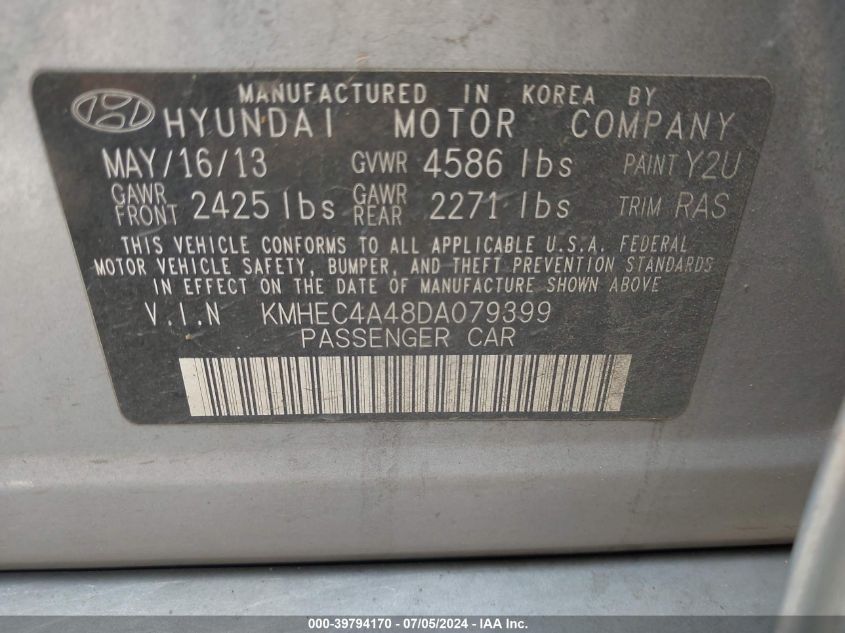 MANUFACTURED IN KOREA BY
HYUNDAI MOTOR COMPANY
MAY/16/13 GVWR 4586 lbs PAINT Y2U
GAWR FRONT 2425 lbs GAWR REAR 2271 lbs TRIM RAS
THIS VEHICLE CONFORMS TO ALL APPLICABLE U.S.A. FEDERAL
MOTOR VEHICLE SAFETY, BUMPER, AND THEFT PREVENTION STANDARDS
IN EFFECT ON THE DATE OF MANUFACTURE SHOWN ABOVE
V.I.N KMHEC4A48DA079399
PASSENGER CAR
000-39794170 - 07/05/2024 - © IAA, Inc.